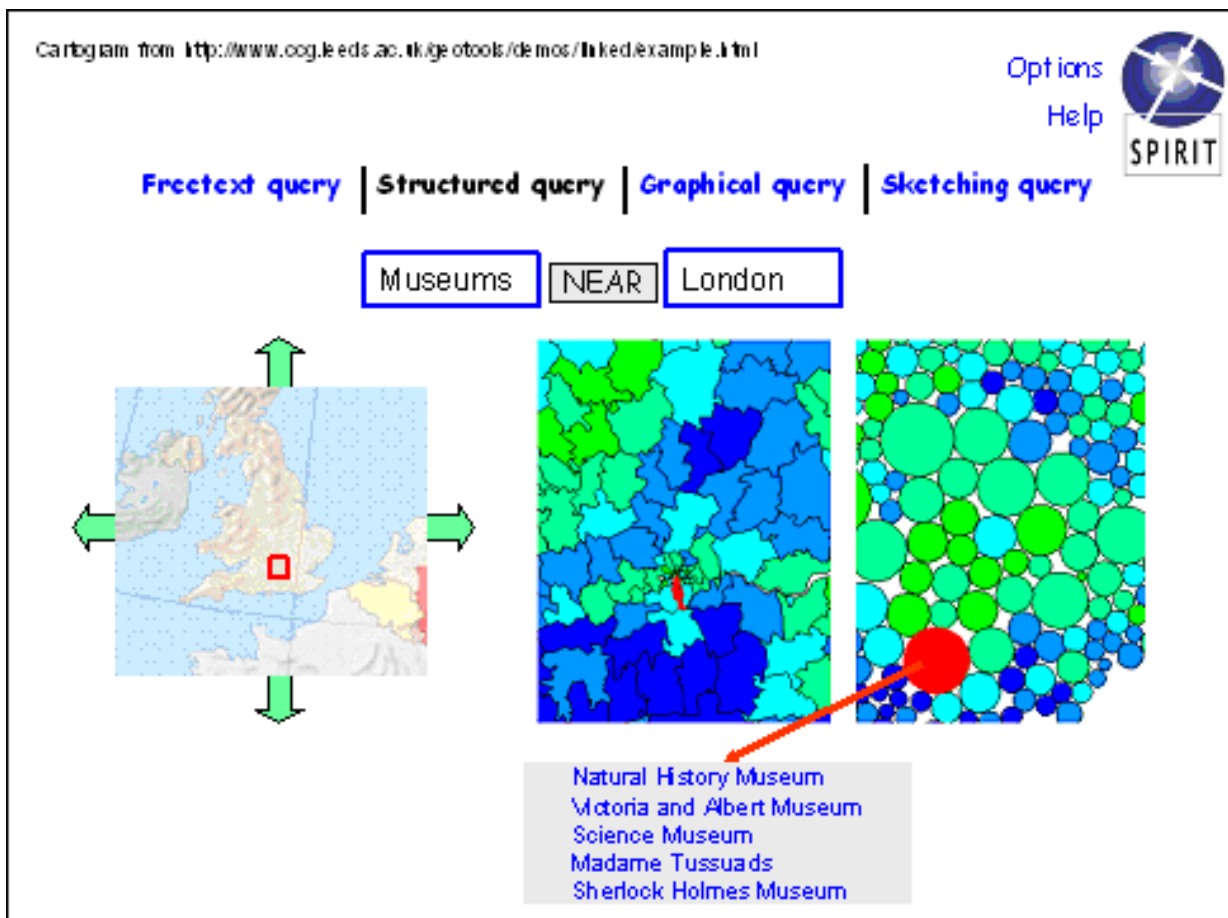 Cartogram from http://www.ccg.leeds.ac.uk/geotools/demos/linked/example.html
Options
Help
SPIRIT
Freetext query Structured query Graphical query Sketching query
Museums NEAR London
Natural History Museum
Victoria and Albert Museum
Science Museum
Madame Tussuads
Sherlock Holmes Museum